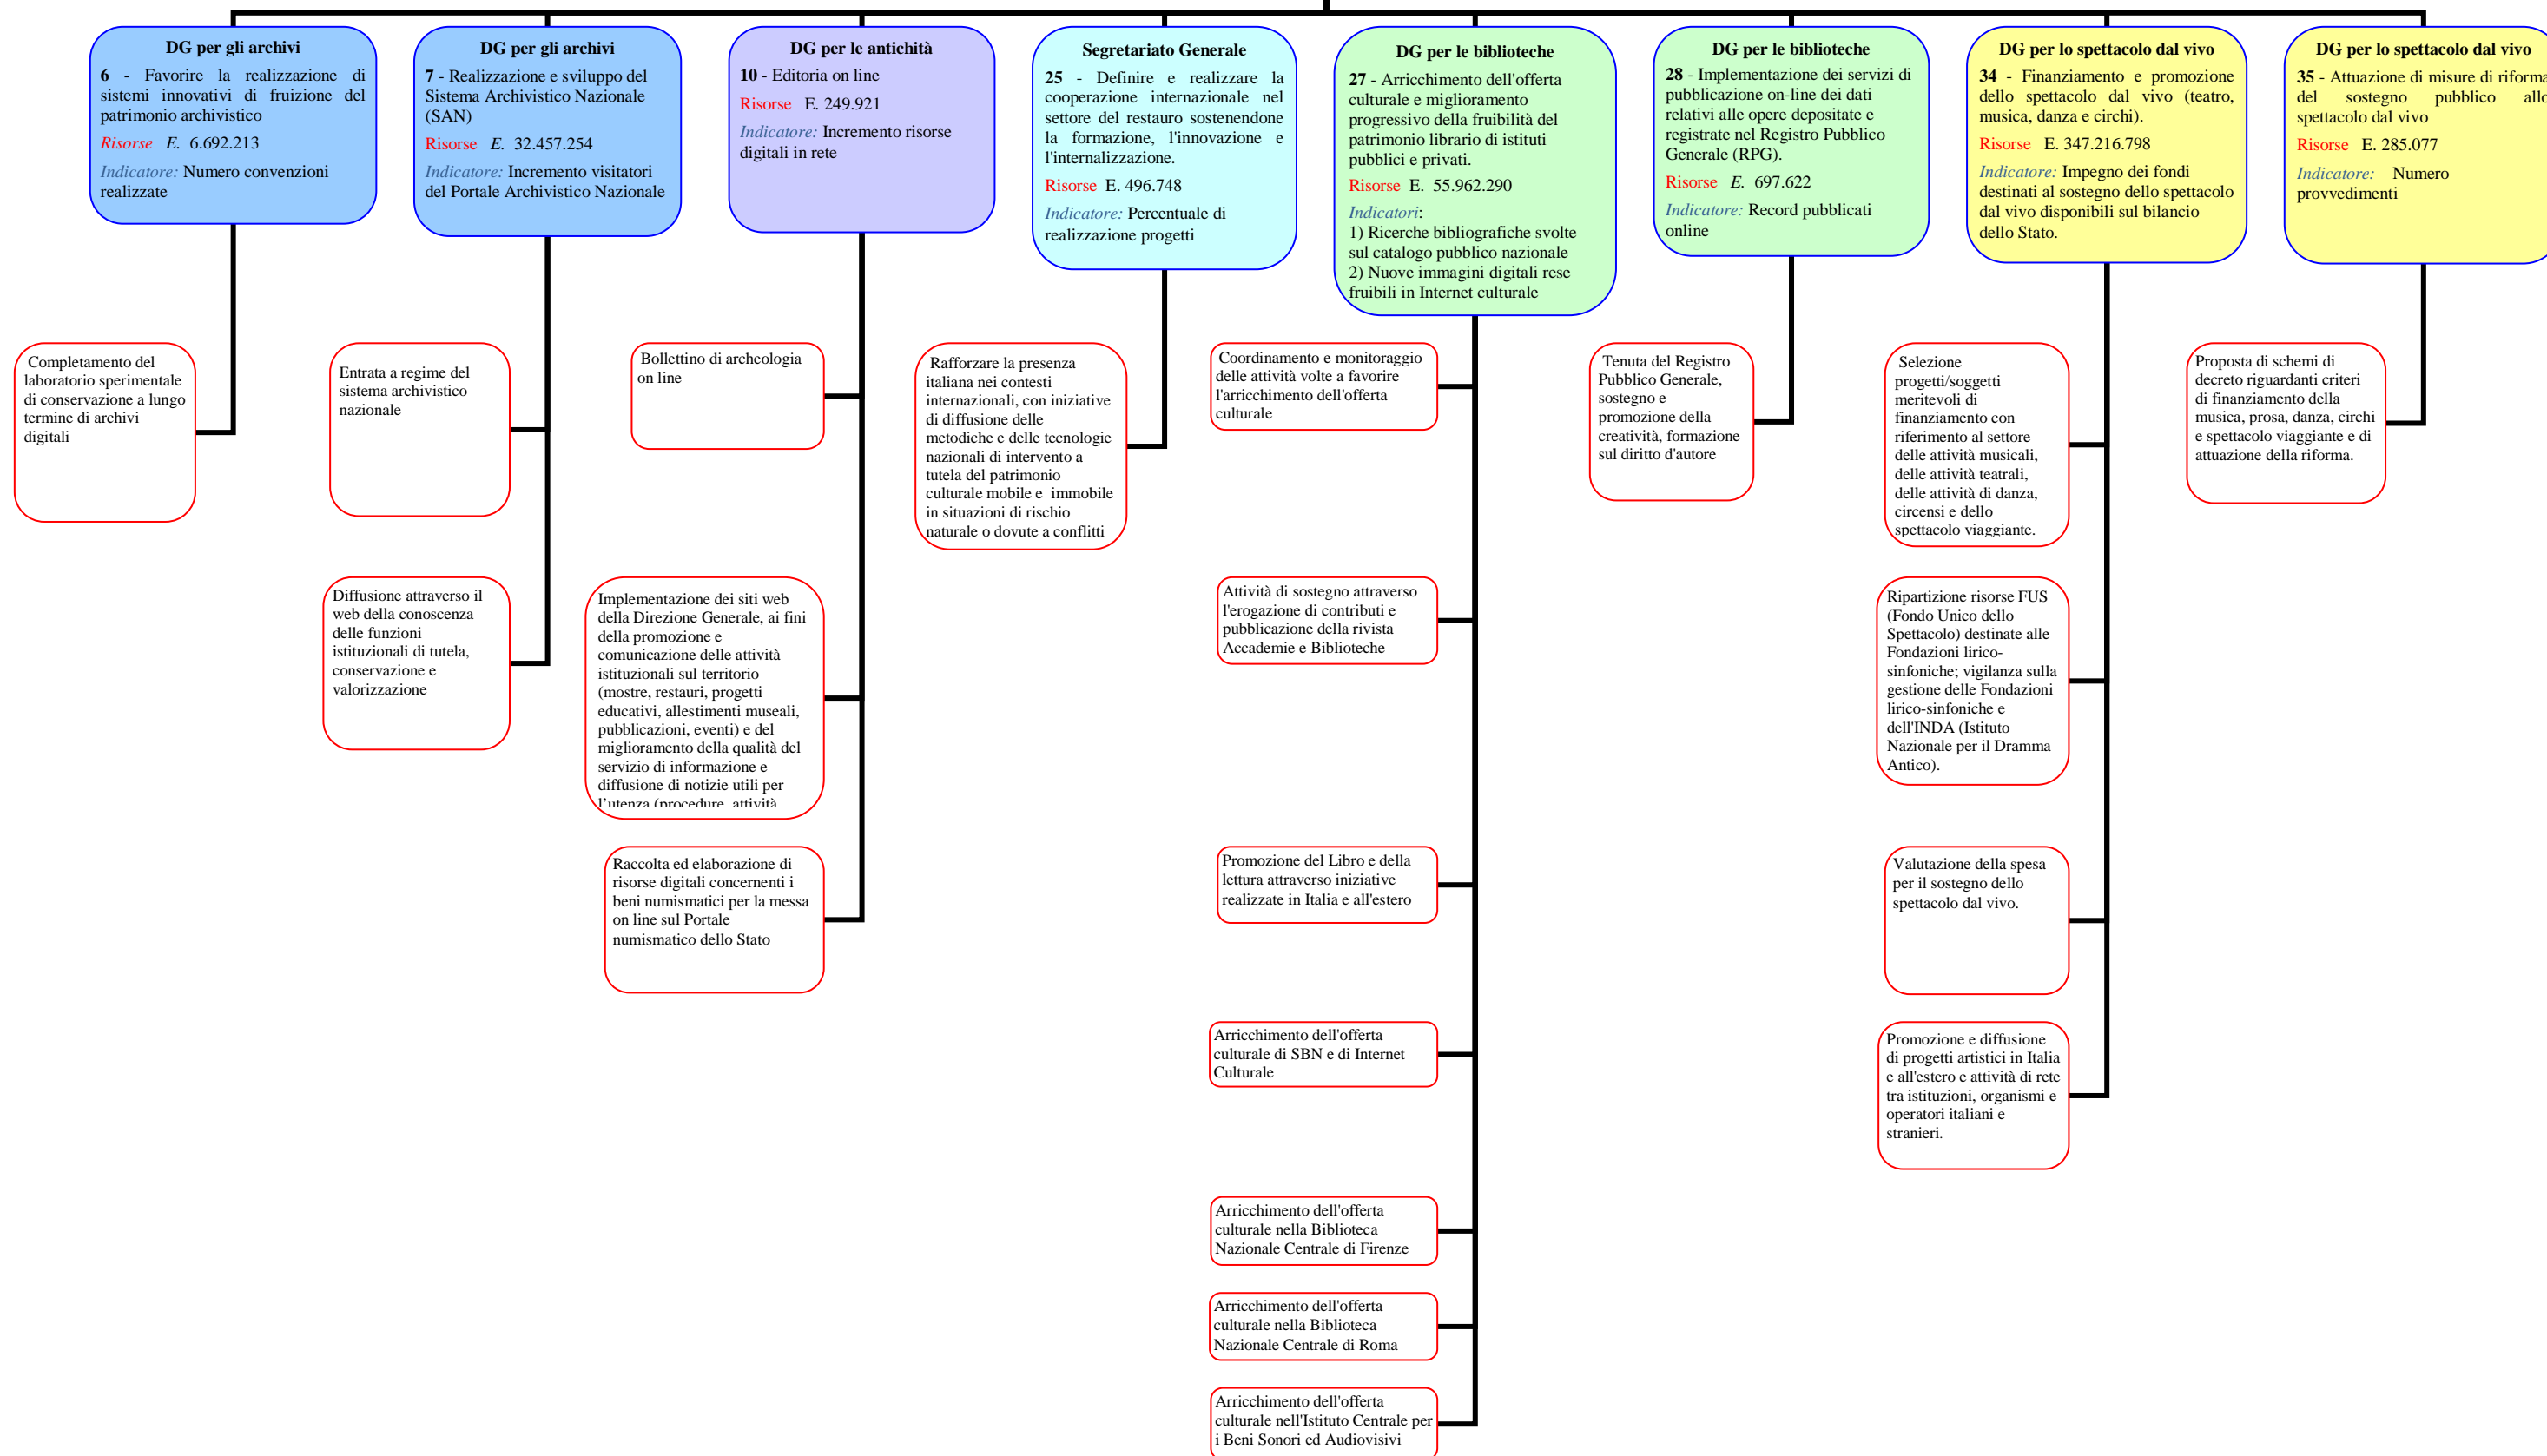 DG per gli archivi
6 - Favorire la realizzazione di
sistemi innovativi di fruizione del
patrimonio archivistico
Risorse E. 6.692.213
Indicatore: Numero convenzioni
realizzate
DG per gli archivi
7 - Realizzazione e sviluppo del
Sistema Archivistico Nazionale
(SAN)
Risorse E. 32.457.254
Indicatore: Incremento visitatori
del Portale Archivistico Nazionale
DG per le antichità
10 - Editoria on line
Risorse E. 249.921
Indicatore: Incremento risorse
digitali in rete
Segretariato Generale
25 - Definire e realizzare la
cooperazione internazionale nel
settore del restauro sostenendone
la formazione, l'innovazione e
l'internalizzazione.
Risorse E. 496.748
Indicatore: Percentuale di
realizzazione progetti
DG per le biblioteche
27 - Arricchimento dell'offerta
culturale e miglioramento
progressivo della fruibilità del
patrimonio librario di istituti
pubblici e privati.
Risorse E. 55.962.290
Indicatori:
1) Ricerche bibliografiche svolte
sul catalogo pubblico nazionale
2) Nuove immagini digitali rese
fruibili in Internet culturale
DG per le biblioteche
28 - Implementazione dei servizi di
pubblicazione on-line dei dati
relativi alle opere depositate e
registrate nel Registro Pubblico
Generale (RPG).
Risorse E. 697.622
Indicatore: Record pubblicati
online
DG per lo spettacolo dal vivo
34 - Finanziamento e promozione
dello spettacolo dal vivo (teatro,
musica, danza e circhi).
Risorse E. 347.216.798
Indicatore: Impegno dei fondi
destinati al sostegno dello spettacolo
dal vivo disponibili sul bilancio
dello Stato.
DG per lo spettacolo dal vivo
35 - Attuazione di misure di riforma
del sostegno pubblico allo
spettacolo dal vivo
Risorse E. 285.077
Indicatore: Numero
provvedimenti
Completamento del
laboratorio sperimentale
di conservazione a lungo
termine di archivi
digitali
Entrata a regime del
sistema archivistico
nazionale
Bollettino di archeologia
on line
Rafforzare la presenza
italiana nei contesti
internazionali, con iniziative
di diffusione delle
metodiche e delle tecnologie
nazionali di intervento a
tutela del patrimonio
culturale mobile e immobile
in situazioni di rischio
naturale o dovute a conflitti
Coordinamento e monitoraggio
delle attività volte a favorire
l'arricchimento dell'offerta
culturale
Tenuta del Registro
Pubblico Generale,
sostegno e
promozione della
creatività, formazione
sul diritto d'autore
Selezione
progetti/soggetti
meritevoli di
finanziamento con
riferimento al settore
delle attività musicali,
delle attività teatrali,
delle attività di danza,
circensi e dello
spettacolo viaggiante.
Proposta di schemi di
decreto riguardanti criteri
di finanziamento della
musica, prosa, danza, circhi
e spettacolo viaggiante e di
attuazione della riforma.
Diffusione attraverso il
web della conoscenza
delle funzioni
istituzionali di tutela,
conservazione e
valorizzazione
Implementazione dei siti web
della Direzione Generale, ai fini
della promozione e
comunicazione delle attività
istituzionali sul territorio
(mostre, restauri, progetti
educativi, allestimenti museali,
pubblicazioni, eventi) e del
miglioramento della qualità del
servizio di informazione e
diffusione di notizie utili per
l'utenza (procedure, attività
Attività di sostegno attraverso
l'erogazione di contributi e
pubblicazione della rivista
Accademie e Biblioteche
Ripartizione risorse FUS
(Fondo Unico dello
Spettacolo) destinate alle
Fondazioni lirico-
sinfoniche; vigilanza sulla
gestione delle Fondazioni
lirico-sinfoniche e
dell'INDA (Istituto
Nazionale per il Dramma
Antico).
Raccolta ed elaborazione di
risorse digitali concernenti i
beni numismatici per la messa
on line sul Portale
numismatico dello Stato
Promozione del Libro e della
lettura attraverso iniziative
realizzate in Italia e all'estero
Valutazione della spesa
per il sostegno dello
spettacolo dal vivo.
Arricchimento dell'offerta
culturale di SBN e di Internet
Culturale
Promozione e diffusione
di progetti artistici in Italia
e all'estero e attività di rete
tra istituzioni, organismi e
operatori italiani e
stranieri.
Arricchimento dell'offerta
culturale nella Biblioteca
Nazionale Centrale di Firenze
Arricchimento dell'offerta
culturale nella Biblioteca
Nazionale Centrale di Roma
Arricchimento dell'offerta
culturale nell'Istituto Centrale per
i Beni Sonori ed Audiovisivi